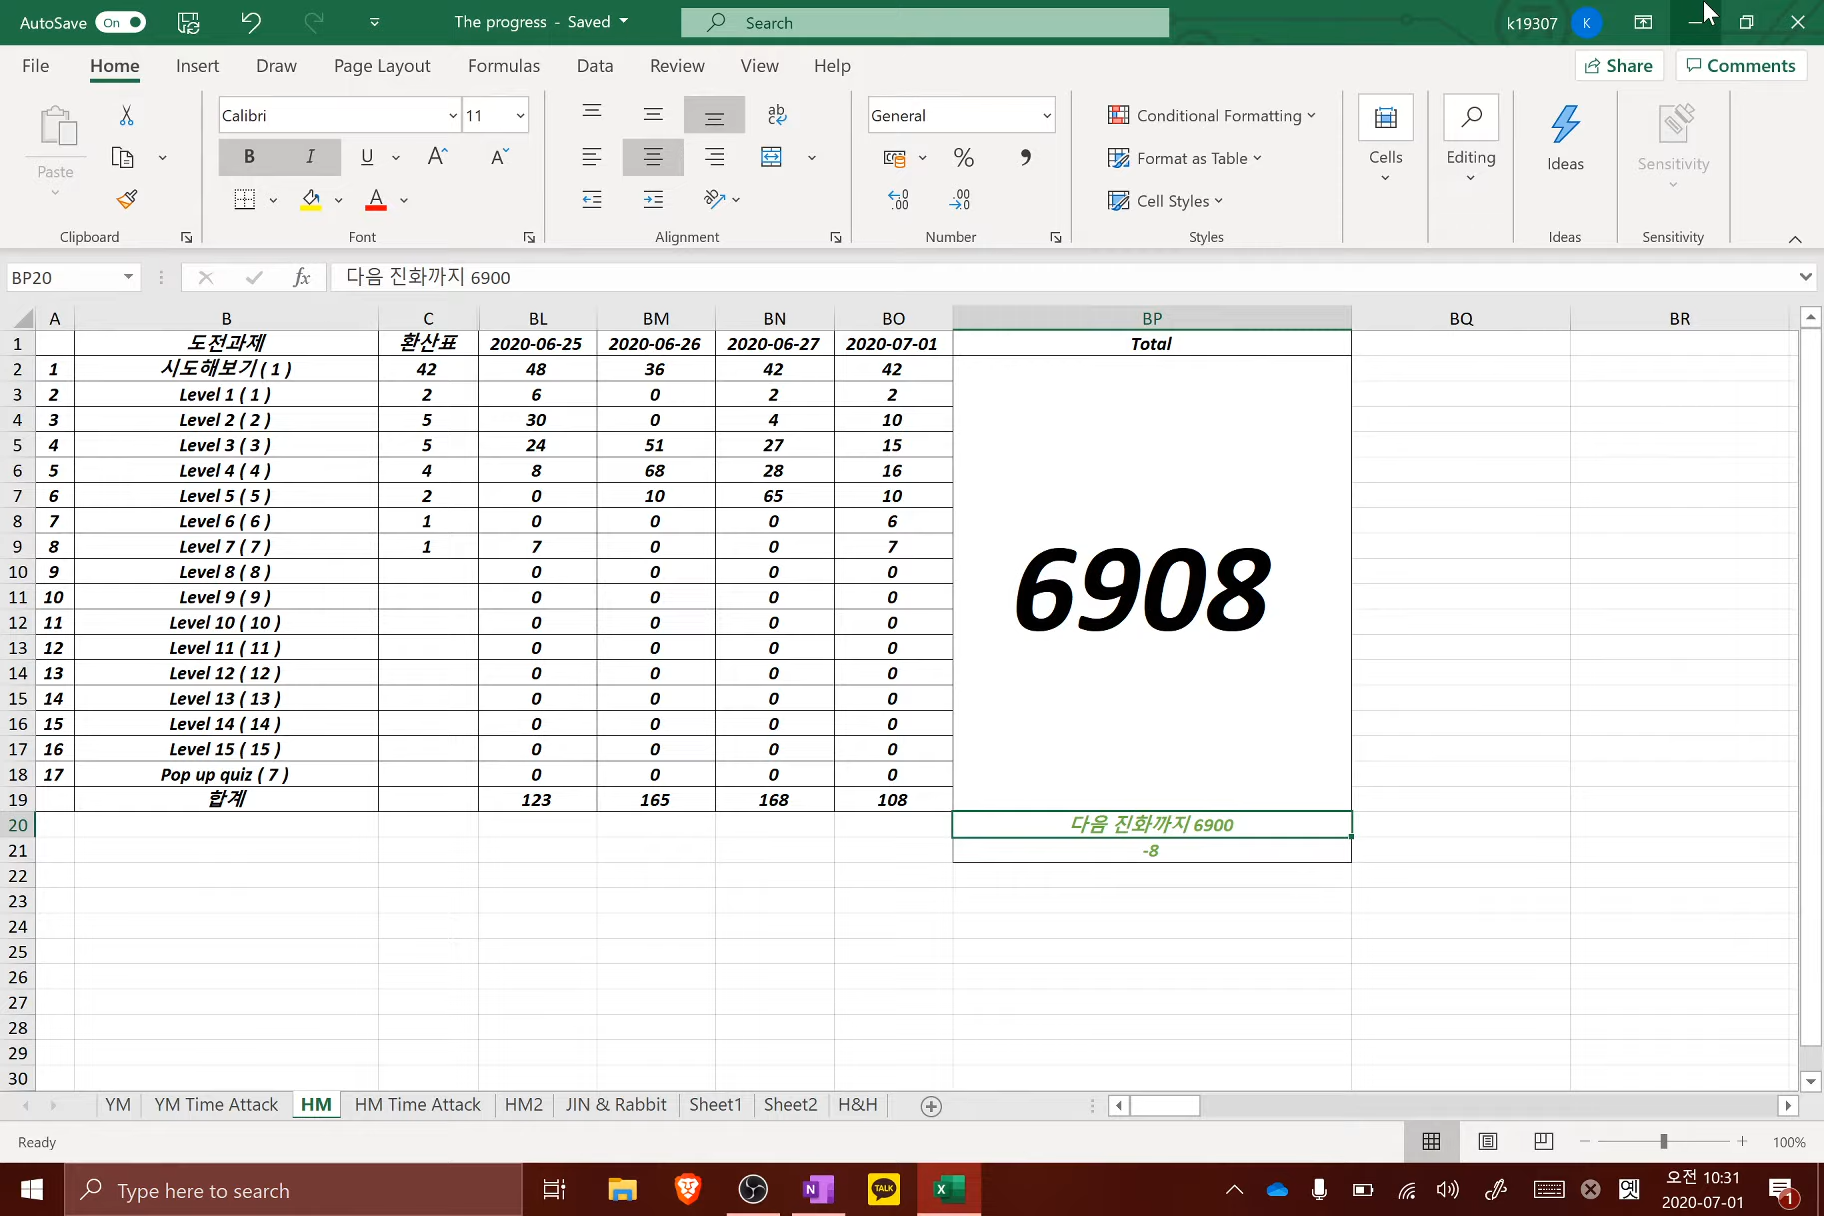 AutoSave On The progress - Saved Search k19307 K
File Home Insert Draw Page Layout Formulas Data Review View Help Share Comments
Paste Calibri 11 General Conditional Formatting Cells Editing Ideas Sensitivity
B I U A A % Format as Table
A Cell Styles
Clipboard Font Alignment Number Styles Ideas Sensitivity
BP20 fx 다음 진화까지 6900
A B C BL BM BN BO BP BQ BR
1 도전과제 환산표 2020-06-25 2020-06-26 2020-06-27 2020-07-01 Total
2 1 시도해보기 ( 1 ) 42 48 36 42 42
3 2 Level 1 ( 1 ) 2 6 0 2 2
4 3 Level 2 ( 2 ) 5 30 0 4 10
5 4 Level 3 ( 3 ) 5 24 51 27 15
6 5 Level 4 ( 4 ) 4 8 68 28 16
7 6 Level 5 ( 5 ) 2 0 10 65 10
8 7 Level 6 ( 6 ) 1 0 0 0 6
9 8 Level 7 ( 7 ) 1 7 0 0 7
10 9 Level 8 ( 8 ) 0 0 0 0
11 10 Level 9 ( 9 ) 0 0 0 0
6908
12 11 Level 10 ( 10 ) 0 0 0 0
13 12 Level 11 ( 11 ) 0 0 0 0
14 13 Level 12 ( 12 ) 0 0 0 0
15 14 Level 13 ( 13 ) 0 0 0 0
16 15 Level 14 ( 14 ) 0 0 0 0
17 16 Level 15 ( 15 ) 0 0 0 0
18 17 Pop up quiz ( 7 ) 0 0 0 0
19 합계 123 165 168 108
20 다음 진화까지 6900
21 -8
22
23
24
25
26
27
28
29
30
YM YM Time Attack HM HM Time Attack HM2 JIN & Rabbit Sheet1 Sheet2 H&H
Ready 100%
Type here to search N TALK X 옛 오전 10:31
2020-07-01 1